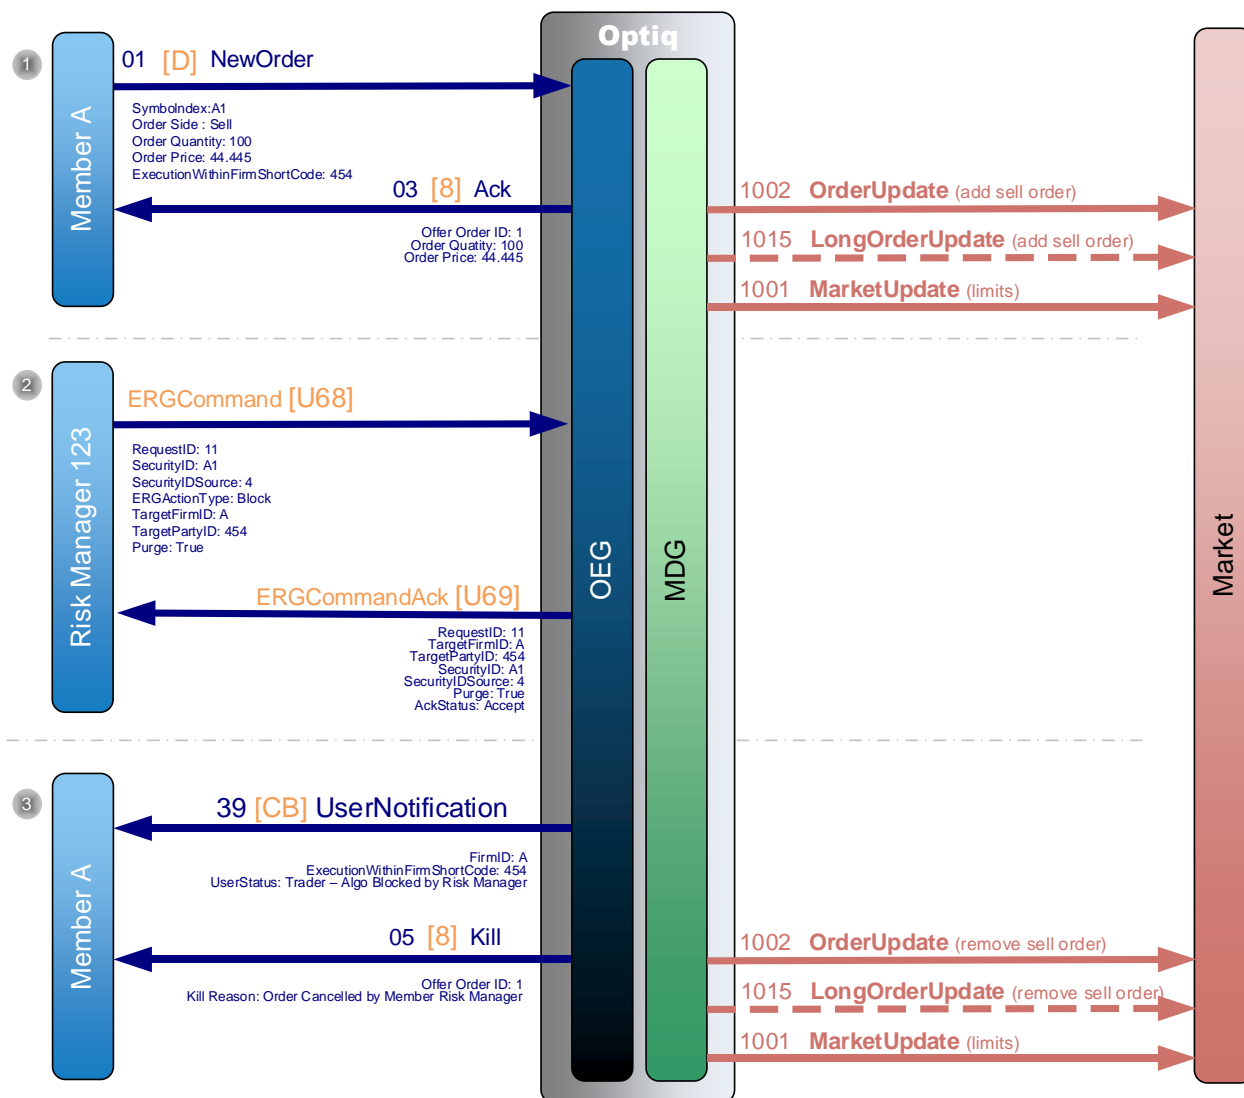 Optiq
1
Member A
01 [D] NewOrder
SymbolIndex:A1
Order Side : Sell
Order Quantity: 100
Order Price: 44.445
ExecutionWithinFirmShortCode: 454
03 [8] Ack
Offer Order ID: 1
Order Quatity: 100
Order Price: 44.445
1002 OrderUpdate (add sell order)
1015 LongOrderUpdate (add sell order)
1001 MarketUpdate (limits)
2
Risk Manager 123
ERGCommand [U68]
RequestID: 11
SecurityID: A1
SecurityIDSource: 4
ERGActionType: Block
TargetFirmID: A
TargetPartyID: 454
Purge: True
ERGCommandAck [U69]
RequestID: 11
TargetFirmID: A
TargetPartyID: 454
SecurityID: A1
SecurityIDSource: 4
Purge: True
AckStatus: Accept
OEG
MDG
Market
3
Member A
39 [CB] UserNotification
FirmID: A
ExecutionWithinFirmShortCode: 454
UserStatus: Trader – Algo Blocked by Risk Manager
05 [8] Kill
Offer Order ID: 1
Kill Reason: Order Cancelled by Member Risk Manager
1002 OrderUpdate (remove sell order)
1015 LongOrderUpdate (remove sell order)
1001 MarketUpdate (limits)